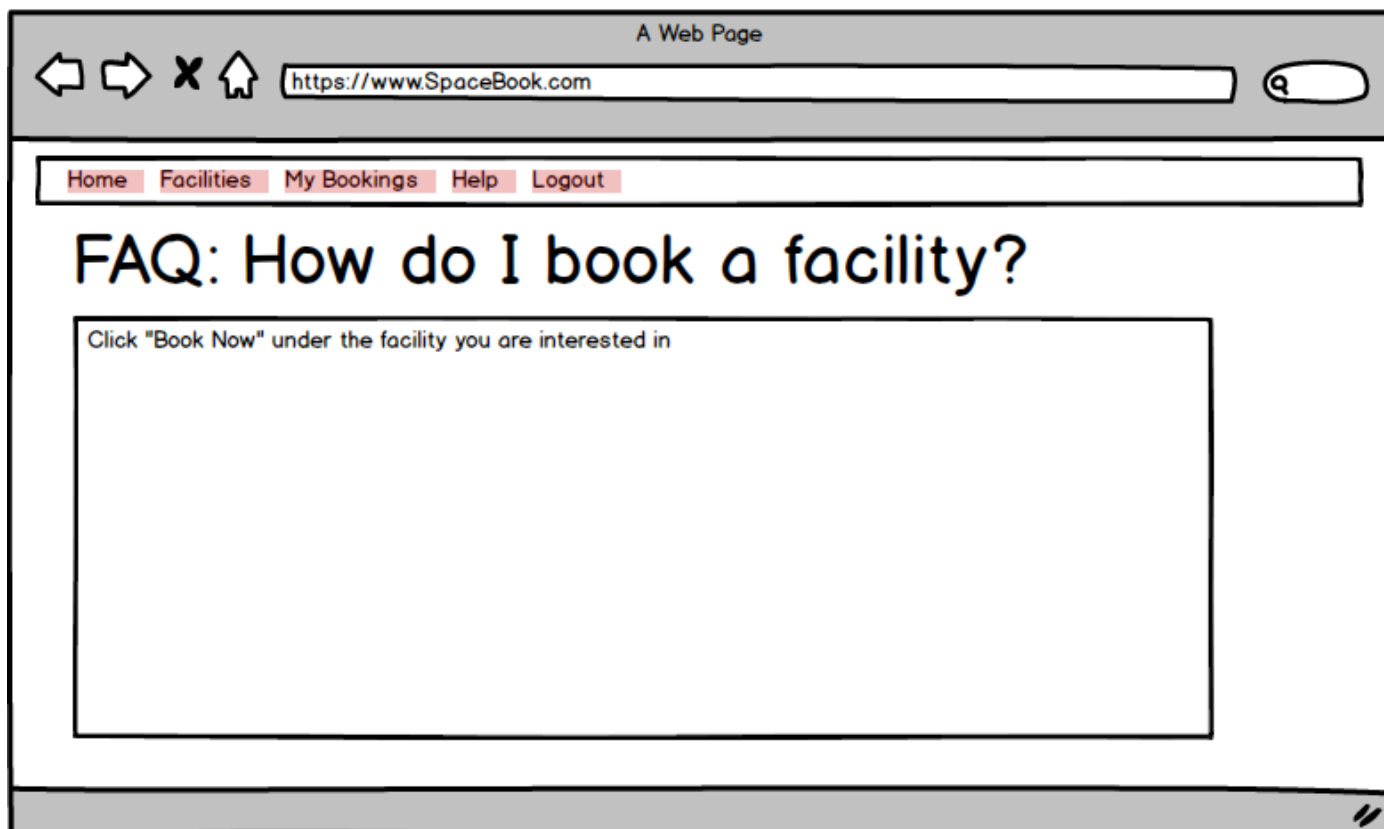 A Web Page
https://www.SpaceBook.com
Home Facilities My Bookings Help Logout
FAQ: How do I book a facility?
Click "Book Now" under the facility you are interested in